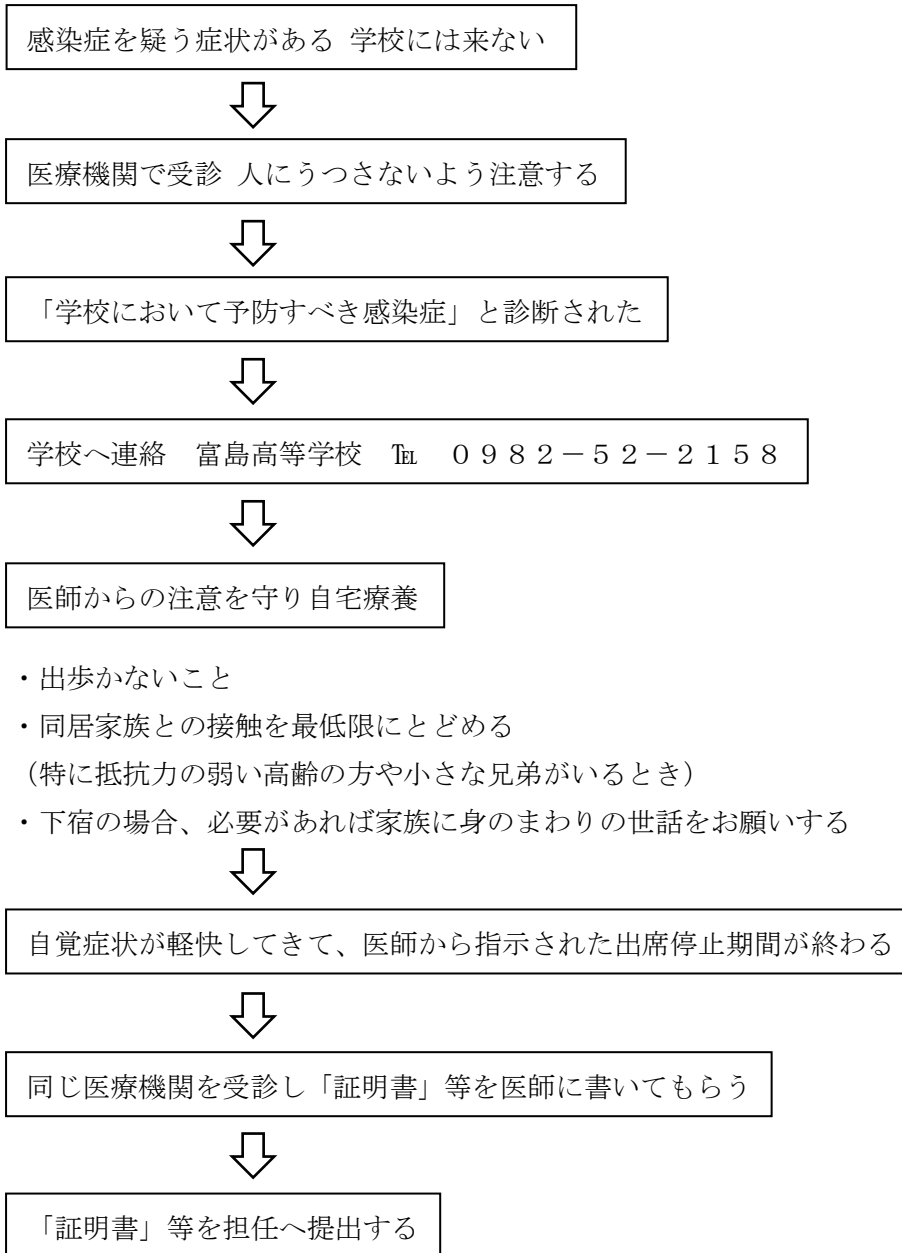 感染症を疑う症状がある 学校には来ない
医療機関で受診 人にうつさないよう注意する
「学校において予防すべき感染症」と診断された
学校へ連絡　富島高等学校　℡　０９８２－５２－２１５８
医師からの注意を守り自宅療養
・出歩かないこと
・同居家族との接触を最低限にとどめる
（特に抵抗力の弱い高齢の方や小さな兄弟がいるとき）
・下宿の場合、必要があれば家族に身のまわりの世話をお願いする
自覚症状が軽快してきて、医師から指示された出席停止期間が終わる
同じ医療機関を受診し「証明書」等を医師に書いてもらう
「証明書」等を担任へ提出する